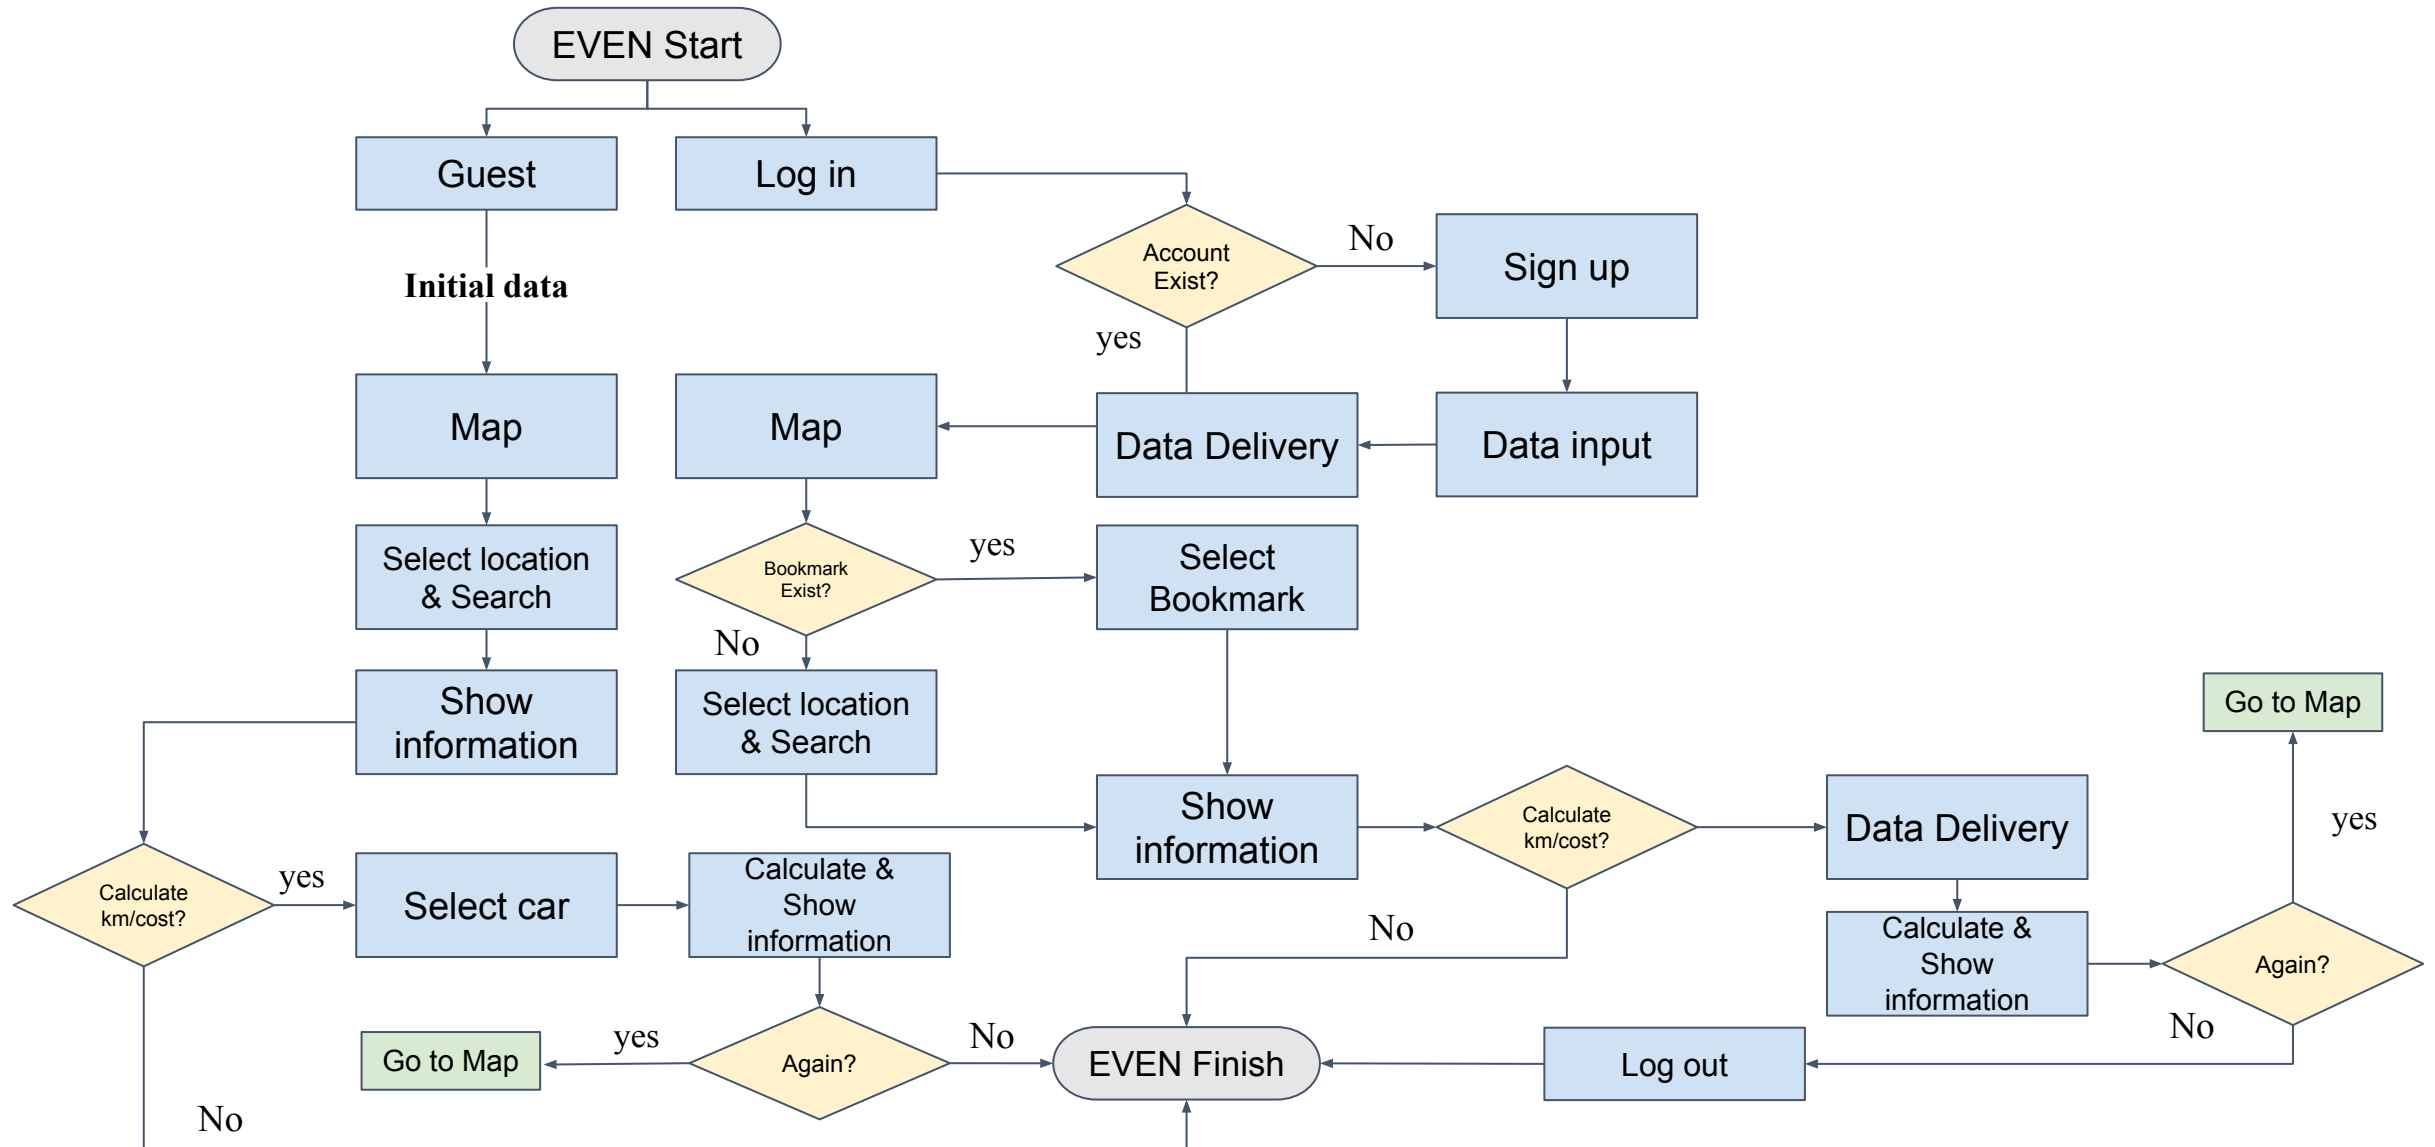 EVEN Start
Guest
Log in
Account
Exist?
No
Sign up
Initial data
yes
Map
Map
Data Delivery
Data input
Select location
& Search
Bookmark
Exist?
yes
Select
Bookmark
No
Show
information
Select location
& Search
Go to Map
Show
information
Calculate
km/cost?
Data Delivery
yes
Calculate
km/cost?
yes
Select car
Calculate &
Show
information
No
Calculate &
Show
information
Again?
Go to Map
yes
Again?
No
EVEN Finish
Log out
No
No